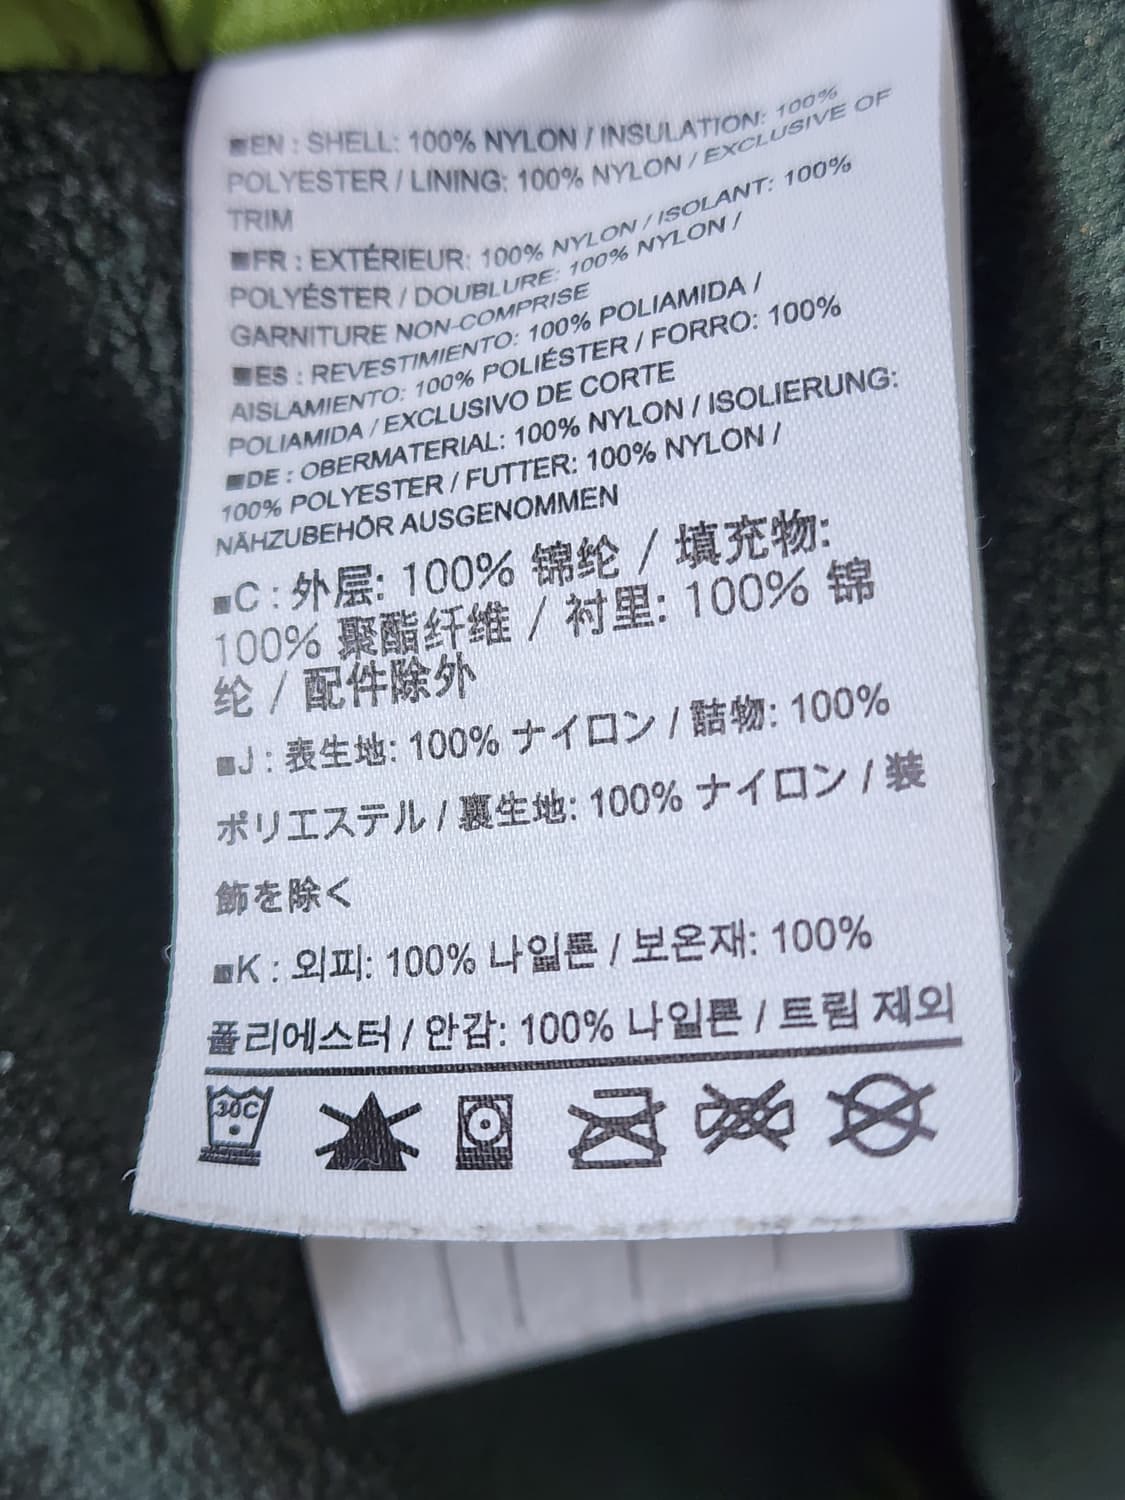 ■EN : SHELL: 100% NYLON / INSULATION: 100%
POLYESTER / LINING: 100% NYLON / EXCLUSIVE OF
TRIM
■FR : EXTÉRIEUR: 100% NYLON / ISOLANT: 100%
POLYÉSTER / DOUBLURE: 100% NYLON /
GARNITURE NON-COMPRISE
■ES : REVESTIMIENTO: 100% POLIAMIDA /
AISLAMIENTO: 100% POLIÉSTER / FORRO: 100%
POLIAMIDA / EXCLUSIVO DE CORTE
■DE : OBERMATERIAL: 100% NYLON / ISOLIERUNG:
100% POLYESTER / FUTTER: 100% NYLON /
NÄHZUBEHÖR AUSGENOMMEN
■C : 外层: 100% 锦纶 / 填充物:
100% 聚酯纤维 / 衬里: 100% 锦
纶 / 配件除外
■J : 表生地: 100% ナイロン / 詰物: 100%
ポリエステル / 裏生地: 100% ナイロン / 装
飾を除く
■K : 외피: 100% 나일론 / 보온재: 100%
폴리에스터 / 안감: 100% 나일론 / 트림 제외
30C